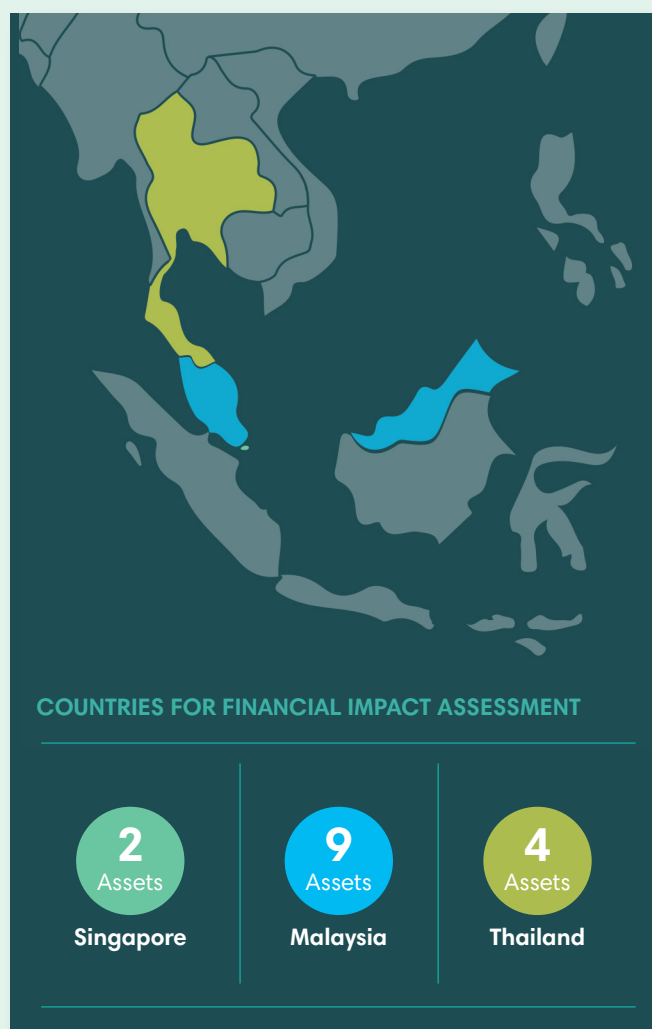 COUNTRIES FOR FINANCIAL IMPACT ASSESSMENT
2
Assets
Singapore
9
Assets
Malaysia
4
Assets
Thailand